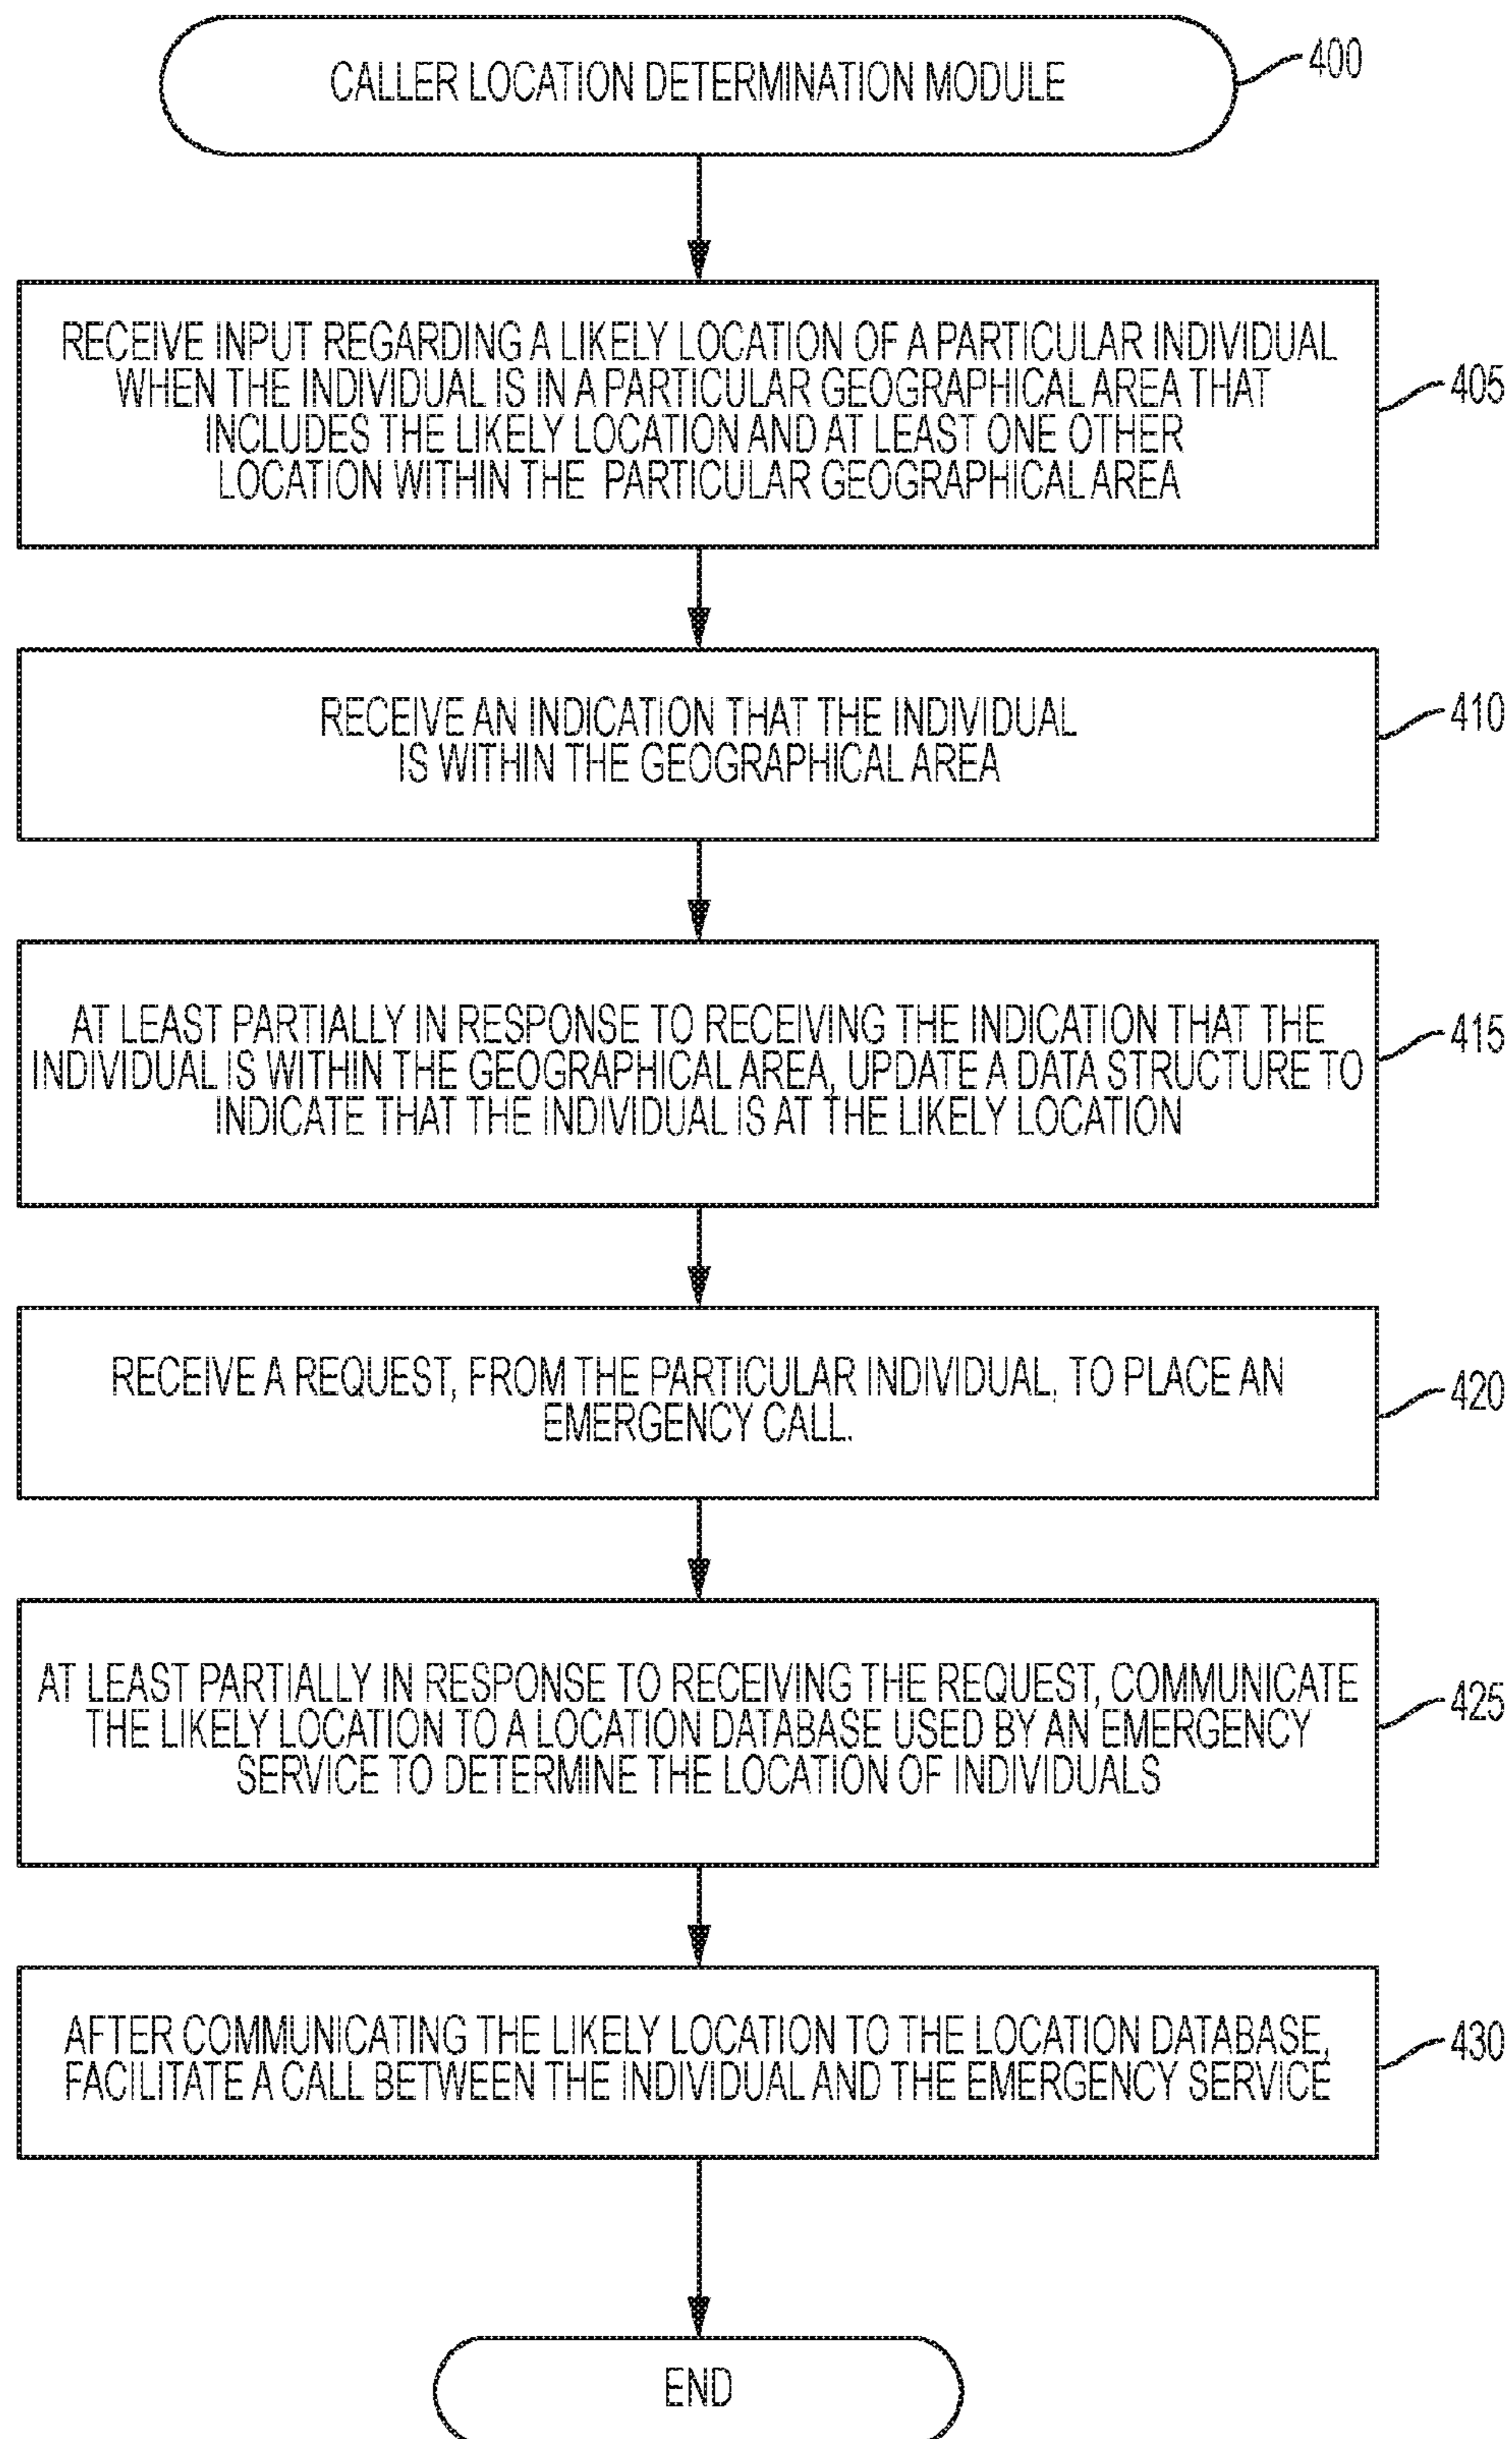 CALLER LOCATION DETERMINATION MODULE
400
RECEIVE INPUT REGARDING A LIKELY LOCATION OF A PARTICULAR INDIVIDUAL
WHEN THE INDIVIDUAL IS IN A PARTICULAR GEOGRAPHICAL AREA THAT
INCLUDES THE LIKELY LOCATION AND AT LEAST ONE OTHER
LOCATION WITHIN THE PARTICULAR GEOGRAPHICAL AREA
405
RECEIVE AN INDICATION THAT THE INDIVIDUAL
IS WITHIN THE GEOGRAPHICAL AREA
410
AT LEAST PARTIALLY IN RESPONSE TO RECEIVING THE INDICATION THAT THE
INDIVIDUAL IS WITHIN THE GEOGRAPHICAL AREA, UPDATE A DATA STRUCTURE TO
INDICATE THAT THE INDIVIDUAL IS AT THE LIKELY LOCATION
415
RECEIVE A REQUEST, FROM THE PARTICULAR INDIVIDUAL, TO PLACE AN
EMERGENCY CALL.
420
AT LEAST PARTIALLY IN RESPONSE TO RECEIVING THE REQUEST, COMMUNICATE
THE LIKELY LOCATION TO A LOCATION DATABASE USED BY AN EMERGENCY
SERVICE TO DETERMINE THE LOCATION OF INDIVIDUALS
425
AFTER COMMUNICATING THE LIKELY LOCATION TO THE LOCATION DATABASE,
FACILITATE A CALL BETWEEN THE INDIVIDUAL AND THE EMERGENCY SERVICE
430
END